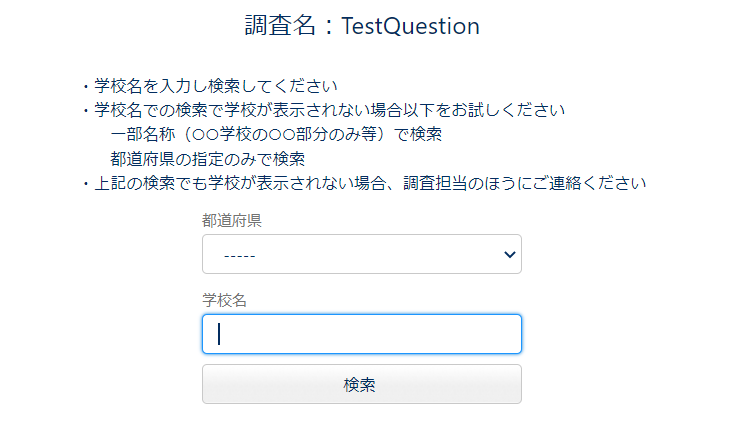 調査名：TestQuestion
・学校名を入力し検索してください
・学校名での検索で学校が表示されない場合以下をお試しください
一部名称（○○学校の○○部分のみ等）で検索
都道府県の指定のみで検索
・上記の検索でも学校が表示されない場合、調査担当のほうにご連絡ください
都道府県
-----
学校名
検索